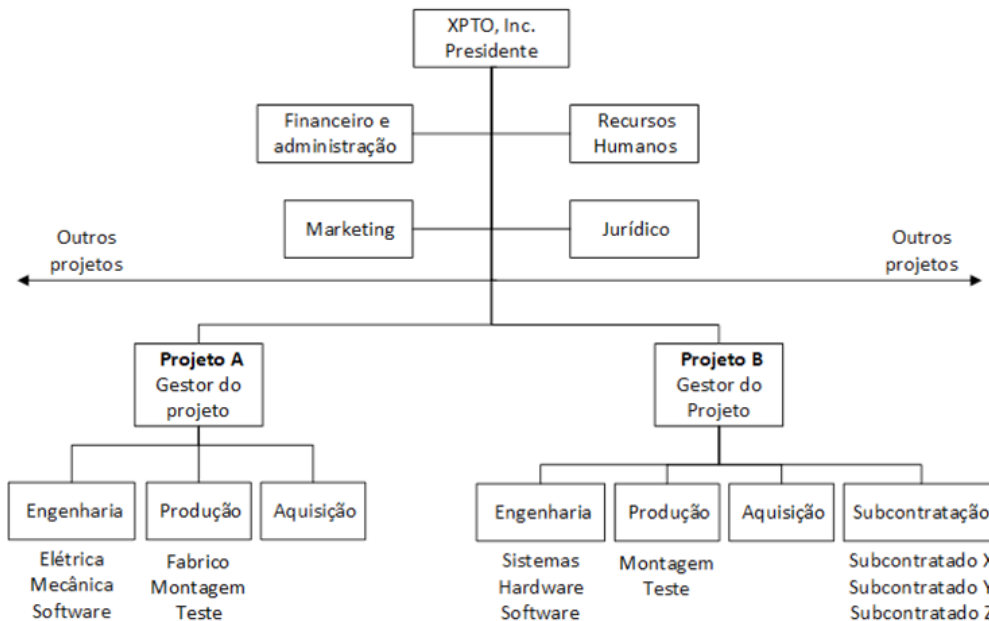 XPTO, Inc.
Presidente
Financeiro e
administração
Recursos
Humanos
Marketing
Jurídico
Outros
projetos
Outros
projetos
Projeto A
Gestor do
projeto
Projeto B
Gestor do
Projeto
Engenharia
Produção
Aquisição
Engenharia
Produção
Aquisição
Subcontratação
Elétrica
Mecânica
Software
Fabrico
Montagem
Teste
Sistemas
Hardware
Software
Montagem
Teste
Subcontratado X
Subcontratado Y
Subcontratado Z